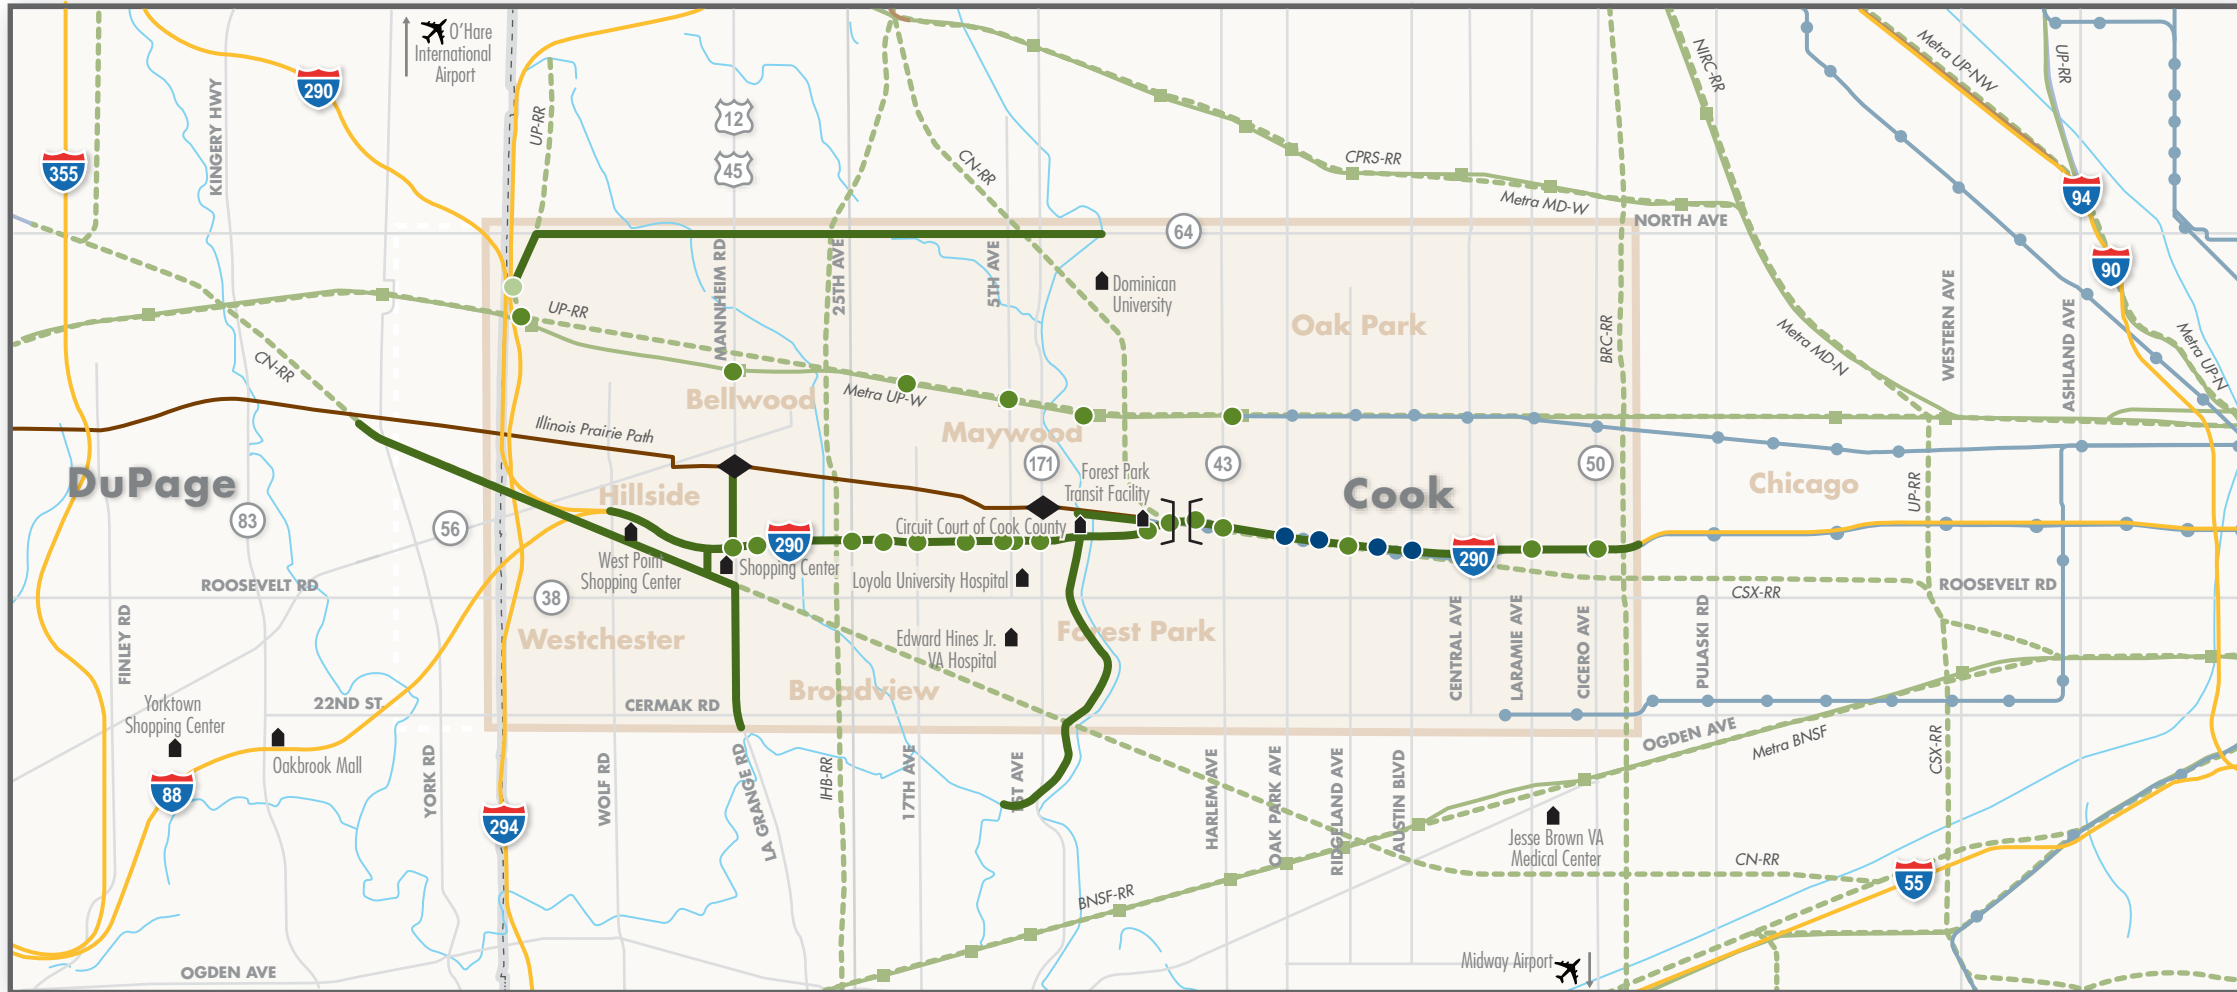 O'Hare
International
Airport
290
355
KINGERY HWY
UP-RR
12
45
CN-RR
CPRS-RR
Metra MD-W
NIRC-RR
Metra UP-NW
UP-RR
94
90
NORTH AVE
64
MANNHEIM RD
25TH AVE
5TH AVE
Dominican
University
Oak Park
BRC-RR
Metra MD-N
WESTERN AVE
ASHLAND AVE
Metra UP-N
UP-RR
CN-RR
Metra UP-W
Bellwood
Maywood
Illinois Prairie Path
DuPage
83
56
Hillside
171
43
50
Forest Park
Transit Facility
Cook
Chicago
UP-RR
Circuit Court of Cook County
290
290
West Point
Shopping Center
Shopping Center
Loyola University Hospital
ROOSEVELT RD
38
ROOSEVELT RD
CSX-RR
FINLEY RD
Westchester
Edward Hines Jr.
VA Hospital
Forest Park
CENTRAL AVE
LARAMIE AVE
CICERO AVE
PULASKI RD
Broadview
22ND ST.
CERMAK RD
Yorktown
Shopping Center
Oakbrook Mall
88
YORK RD
294
WOLF RD
LA GRANGE RD
IHB-RR
17TH AVE
1ST AVE
HARLEM AVE
OAK PARK AVE
RIDGELAND AVE
AUSTIN BLVD
OGDEN AVE
Metra BNSF
CSX-RR
Jesse Brown VA
Medical Center
CN-RR
55
BNSF-RR
OGDEN AVE
Midway Airport